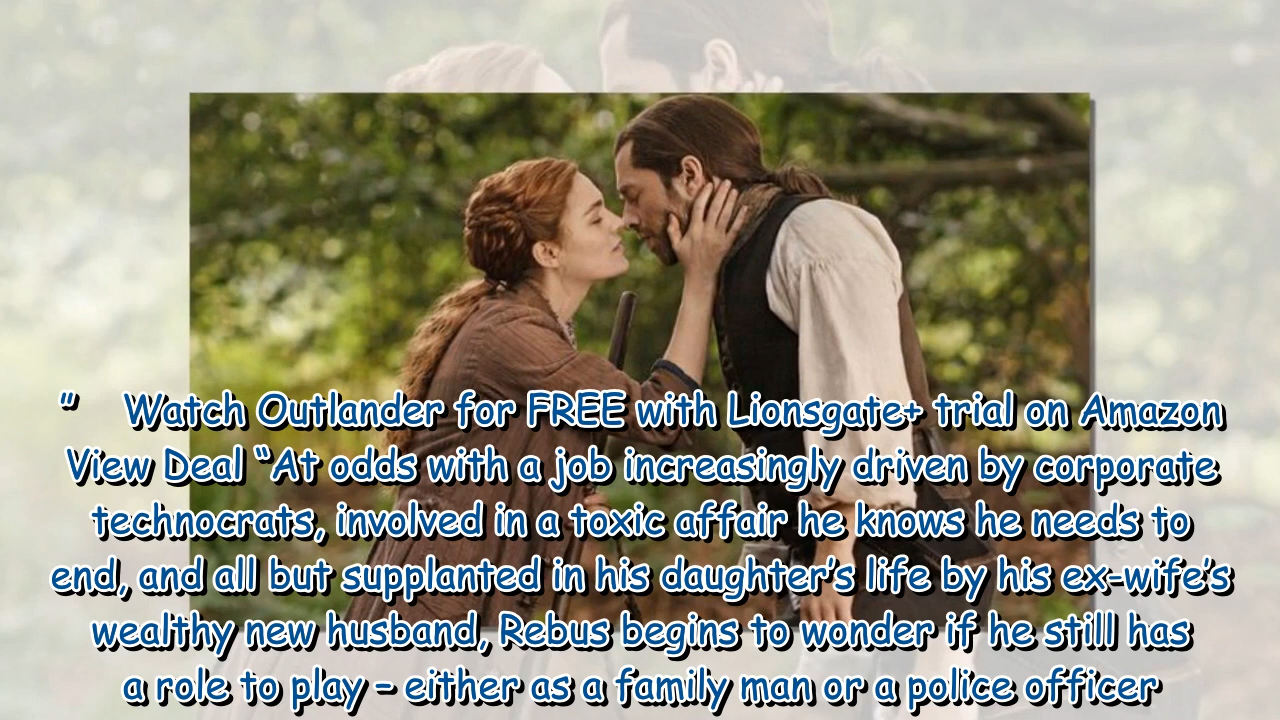 ” Watch Outlander for FREE with Lionsgate+ trial on Amazon
View Deal “At odds with a job increasingly driven by corporate
technocrats, involved in a toxic affair he knows he needs to
end, and all but supplanted in his daughter’s life by his ex-wife’s
wealthy new husband, Rebus begins to wonder if he still has
a role to play – either as a family man or a police officer